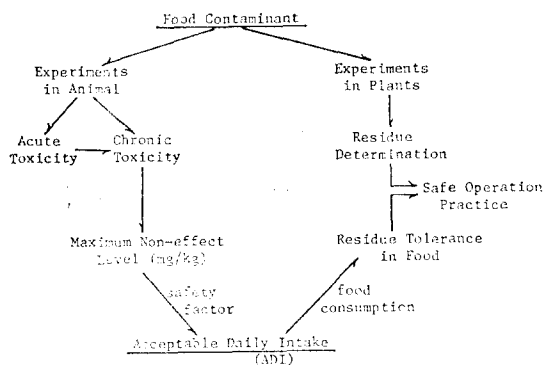 Food Contaminant
Experiments
in Animal
Experiments
in Plants
Acute
Toxicity
Chronic
Toxicity
Residue
Determination
Safe Operation
Practice
Maximum Non-effect
Level (mg/kg)
Residue Tolerance
in Food
safety
factor
food
consumption
Acceptable Daily Intake
(ADI)